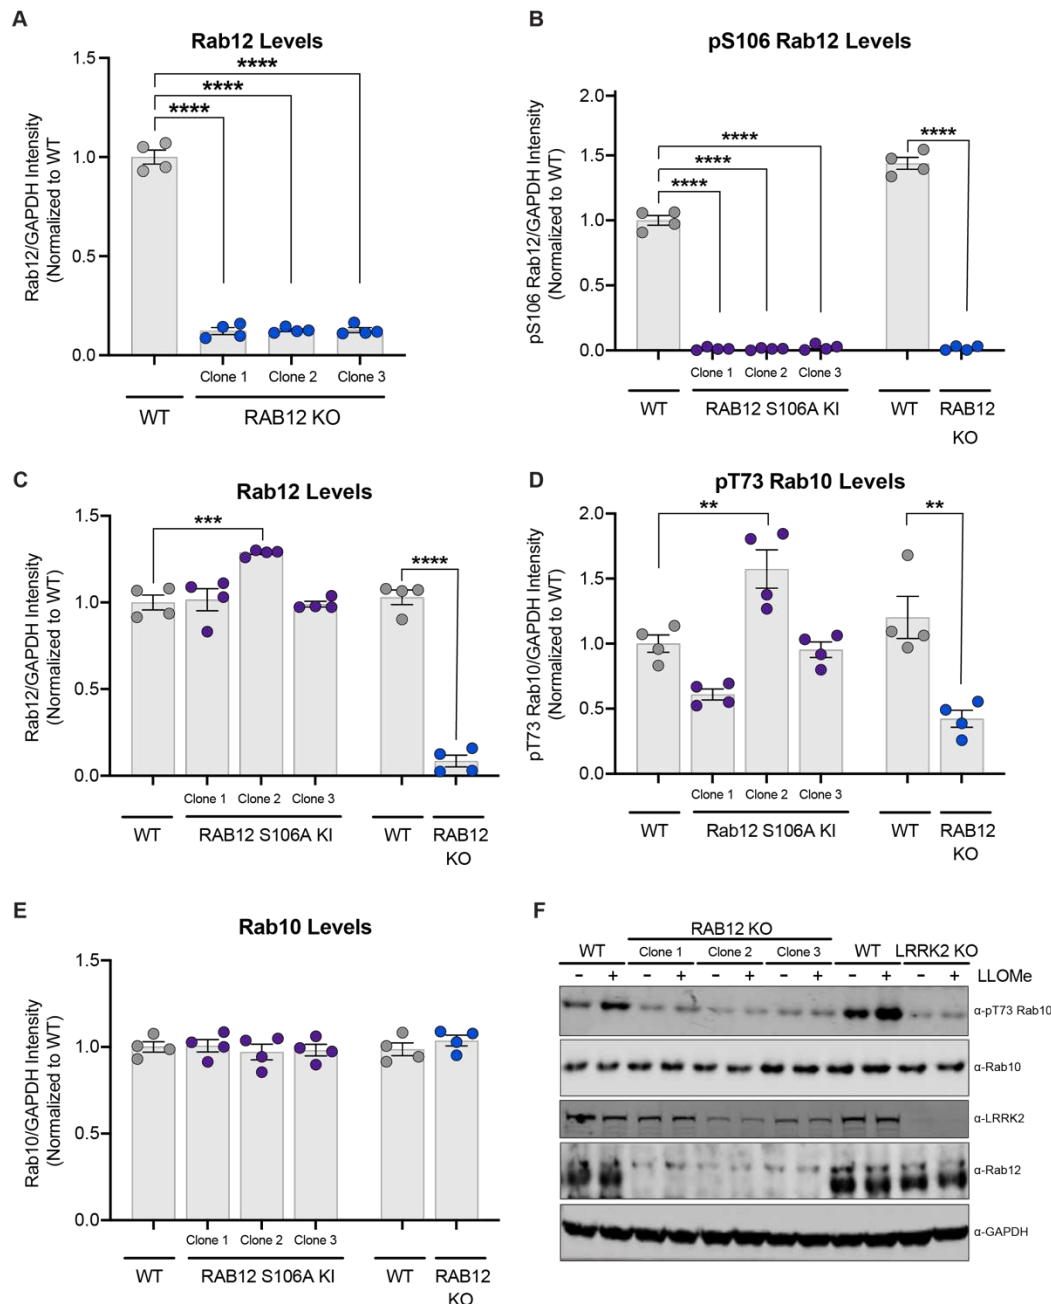 A
Rab12 Levels
Rab12/GAPDH Intensity
(Normalized to WT)
1.5
1.0
0.5
0.0
****
****
****
Clone 1 Clone 2 Clone 3
WT RAB12 KO
B
pS106 Rab12 Levels
pS106 Rab12/GAPDH Intensity
(Normalized to WT)
2.0
1.5
1.0
0.5
0.0
****
****
****
****
Clone 1 Clone 2 Clone 3
WT RAB12 S106A KI WT RAB12
KO
C
Rab12 Levels
Rab12/GAPDH Intensity
(Normalized to WT)
1.5
1.0
0.5
0.0
***
****
Clone 1 Clone 2 Clone 3
WT RAB12 S106A KI WT RAB12
KO
D
pT73 Rab10 Levels
pT73 Rab10/GAPDH Intensity
(Normalized to WT)
2.0
1.5
1.0
0.5
0.0
** **
Clone 1 Clone 2 Clone 3
WT Rab12 S106A KI WT RAB12
KO
E
Rab10 Levels
Rab10/GAPDH Intensity
(Normalized to WT)
1.5
1.0
0.5
0.0
Clone 1 Clone 2 Clone 3
WT RAB12 S106A KI WT RAB12
KO
F
RAB12 KO
WT Clone 1 Clone 2 Clone 3 WT LRRK2 KO
- + - + - + - + - + - + LLOMe
α-pT73 Rab10
α-Rab10
α-LRRK2
α-Rab12
α-GAPDH